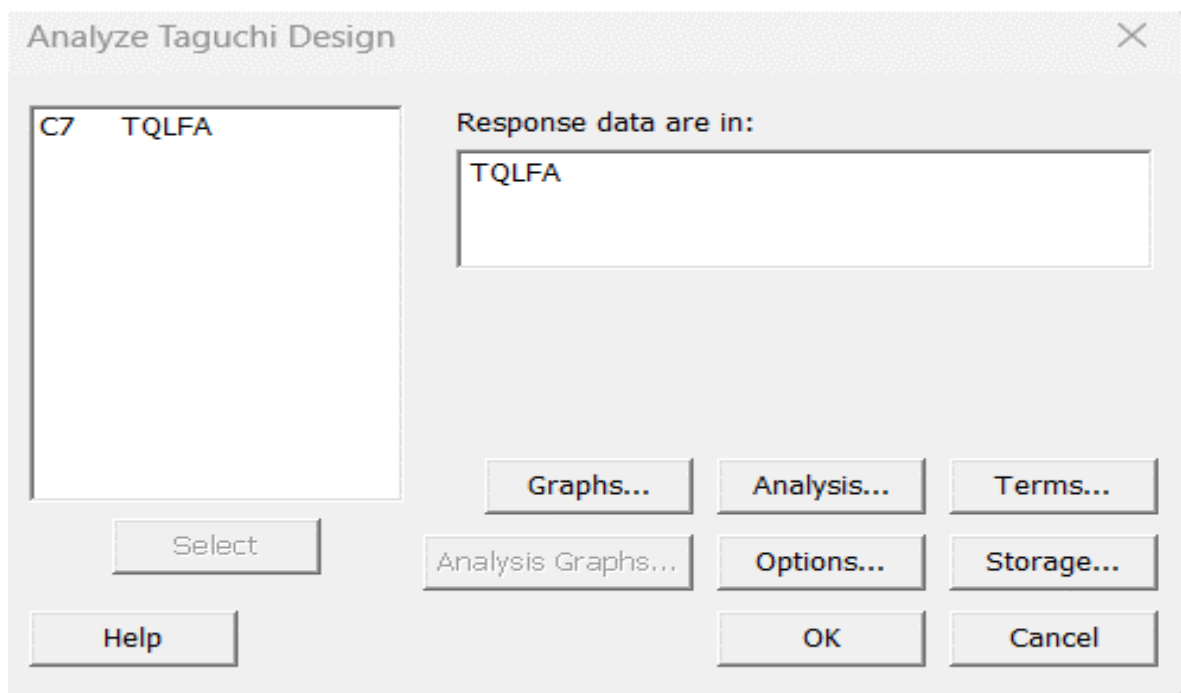 Analyze Taguchi Design
C7 TQLFA
Response data are in:
TQLFA
Graphs... Analysis... Terms...
Select
Analysis Graphs... Options... Storage...
Help OK Cancel